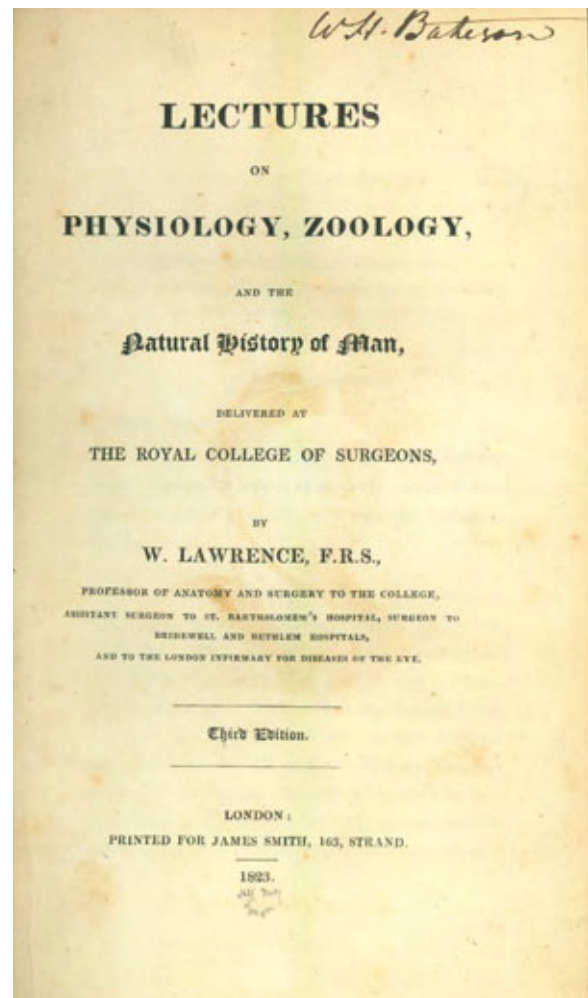 W.H. Bateson
LECTURES
ON
PHYSIOLOGY, ZOOLOGY,
AND THE
Natural History of Man,
DELIVERED AT
THE ROYAL COLLEGE OF SURGEONS,
BY
W. LAWRENCE, F.R.S.,
PROFESSOR OF ANATOMY AND SURGERY TO THE COLLEGE,
ASSISTANT SURGEON TO ST. BARTHOLOMEW'S HOSPITAL, SURGEON TO
BRIDEWELL AND BETHLEM HOSPITALS,
AND TO THE LONDON INFIRMARY FOR DISEASES OF THE EYE.
Third Edition.
LONDON:
PRINTED FOR JAMES SMITH, 163, STRAND.
1823.